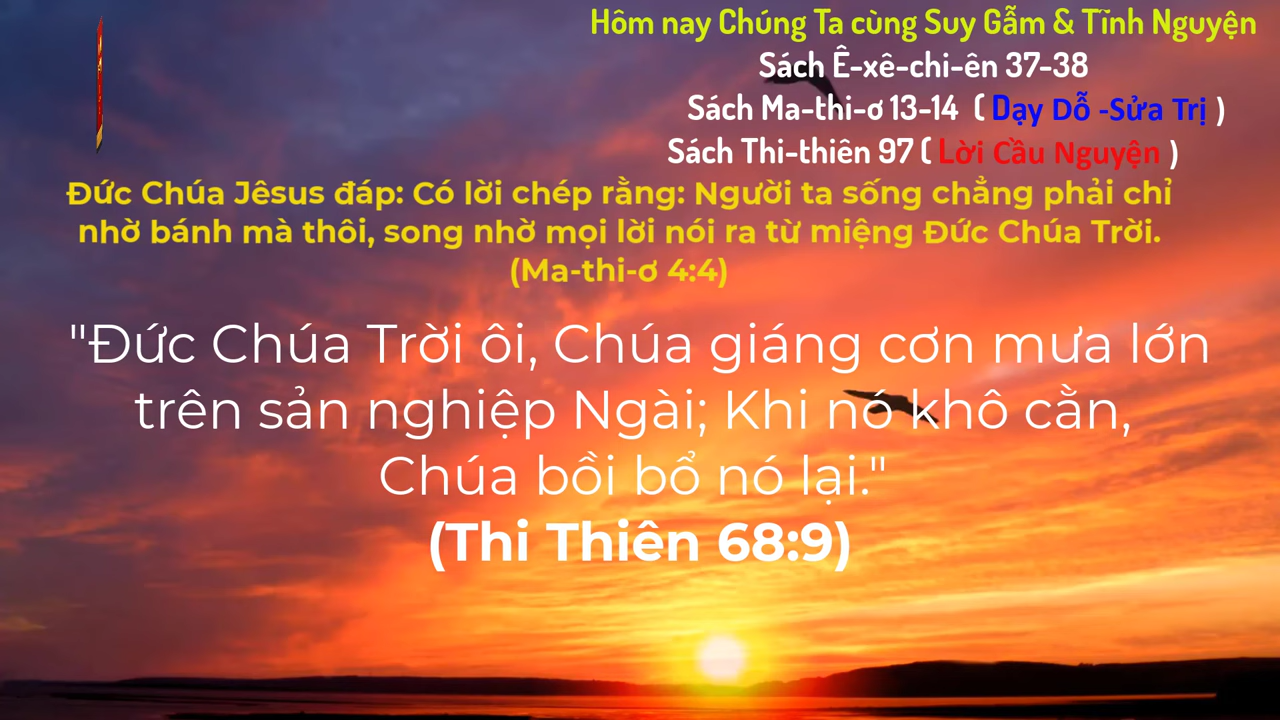 Hôm nay Chúng Ta cùng Suy Gẫm & Tĩnh Nguyện
Sách Ê-xê-chi-ên 37-38
Sách Ma-thi-ơ 13-14 ( Dạy Dỗ -Sửa Trị )
Sách Thi-thiên 97 ( Lời Cầu Nguyện )
Đức Chúa Jêsus đáp: Có lời chép rằng: Người ta sống chẳng phải chỉ
nhờ bánh mà thôi, song nhờ mọi lời nói ra từ miệng Đức Chúa Trời.
(Ma-thi-ơ 4:4)
"Đức Chúa Trời ôi, Chúa giáng cơn mưa lớn
trên sản nghiệp Ngài; Khi nó khô cằn,
Chúa bồi bổ nó lại."
(Thi Thiên 68:9)